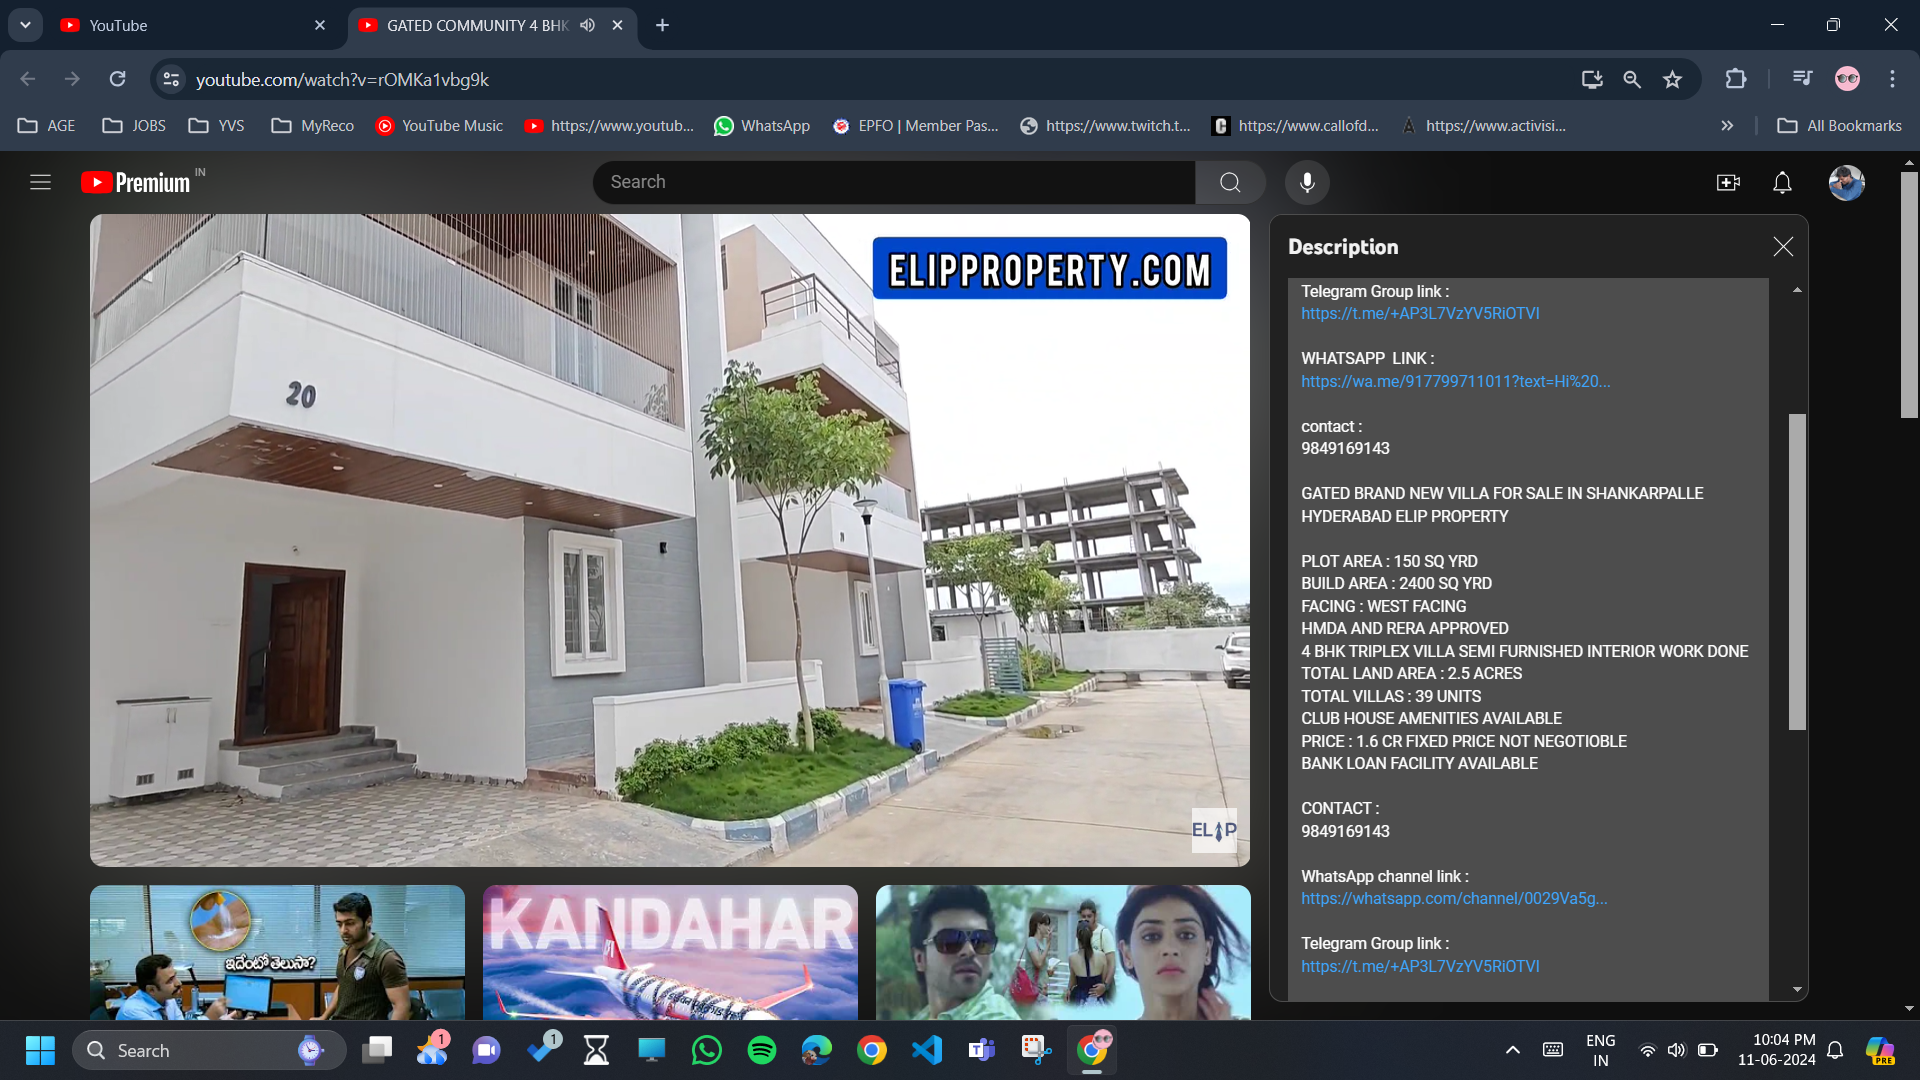 YouTube
GATED COMMUNITY 4 BHK
youtube.com/watch?v=rOMKa1vbg9k
AGE
JOBS
YVS
MyReco
YouTube Music
https://www.youtub...
WhatsApp
EPFO | Member Pas...
https://www.twitch.t...
https://www.callofd...
https://www.activisi...
All Bookmarks
Premium IN
Search
ELIPPROPERTY.COM
20
ELIP
Description
Telegram Group link :
https://t.me/+AP3L7VzYV5RiOTVl
WHATSAPP LINK :
https://wa.me/917799711011?text=Hi%20...
contact :
9849169143
GATED BRAND NEW VILLA FOR SALE IN SHANKARPALLE
HYDERABAD ELIP PROPERTY
PLOT AREA : 150 SQ YRD
BUILD AREA : 2400 SQ YRD
FACING : WEST FACING
HMDA AND RERA APPROVED
4 BHK TRIPLEX VILLA SEMI FURNISHED INTERIOR WORK DONE
TOTAL LAND AREA : 2.5 ACRES
TOTAL VILLAS : 39 UNITS
CLUB HOUSE AMENITIES AVAILABLE
PRICE : 1.6 CR FIXED PRICE NOT NEGOTIOBLE
BANK LOAN FACILITY AVAILABLE
CONTACT :
9849169143
WhatsApp channel link :
https://whatsapp.com/channel/0029Va5g...
Telegram Group link :
https://t.me/+AP3L7VzYV5RiOTVl
ఇదేంటో తెలుసా?
KANDAHAR
Search
1
1
ENG
IN
10:04 PM
11-06-2024
PRE